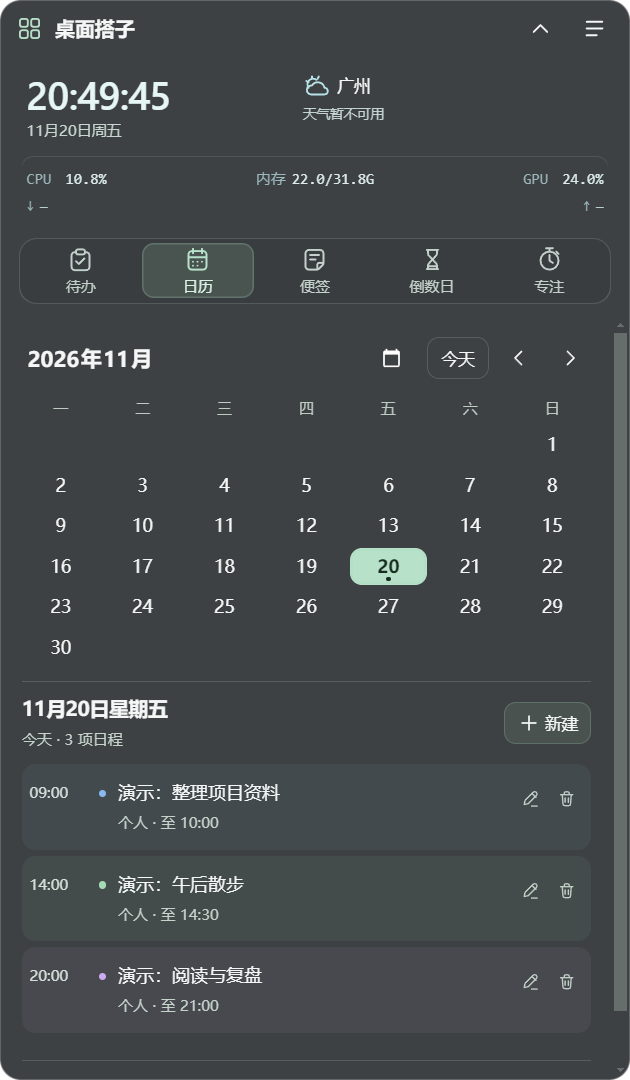 桌面搭子
20:49:45
11月20日周五
广州
天气暂不可用
CPU 10.8% 内存 22.0/31.8G GPU 24.0%
↓ – ↑ –
待办 日历 便签 倒数日 专注
2026年11月 今天
一 二 三 四 五 六 日
1
2 3 4 5 6 7 8
9 10 11 12 13 14 15
16 17 18 19 20 21 22
23 24 25 26 27 28 29
30
11月20日星期五
今天 · 3 项日程
新建
09:00 演示：整理项目资料
个人 · 至 10:00
14:00 演示：午后散步
个人 · 至 14:30
20:00 演示：阅读与复盘
个人 · 至 21:00